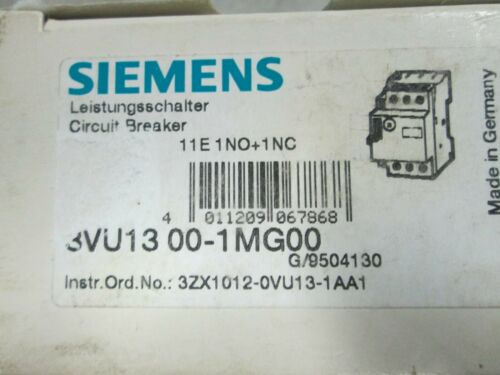 SIEMENS
Leistungsschalter
Circuit Breaker
11E 1NO+1NC
4 011209 067868
3VU13 00-1MG00
G/9504130
Instr.Ord.No.: 3ZX1012-0VU13-1AA1
Made in Germany